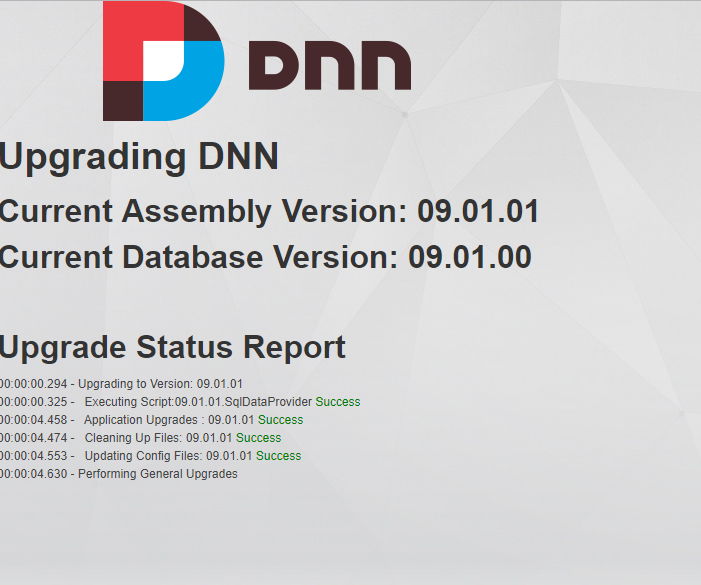 DNN
Upgrading DNN
Current Assembly Version: 09.01.01
Current Database Version: 09.01.00
Upgrade Status Report
00:00:00.294 - Upgrading to Version: 09.01.01
00:00:00.325 - Executing Script:09.01.01.SqlDataProvider Success
00:00:04.458 - Application Upgrades : 09.01.01 Success
00:00:04.474 - Cleaning Up Files: 09.01.01 Success
00:00:04.553 - Updating Config Files: 09.01.01 Success
00:00:04.630 - Performing General Upgrades